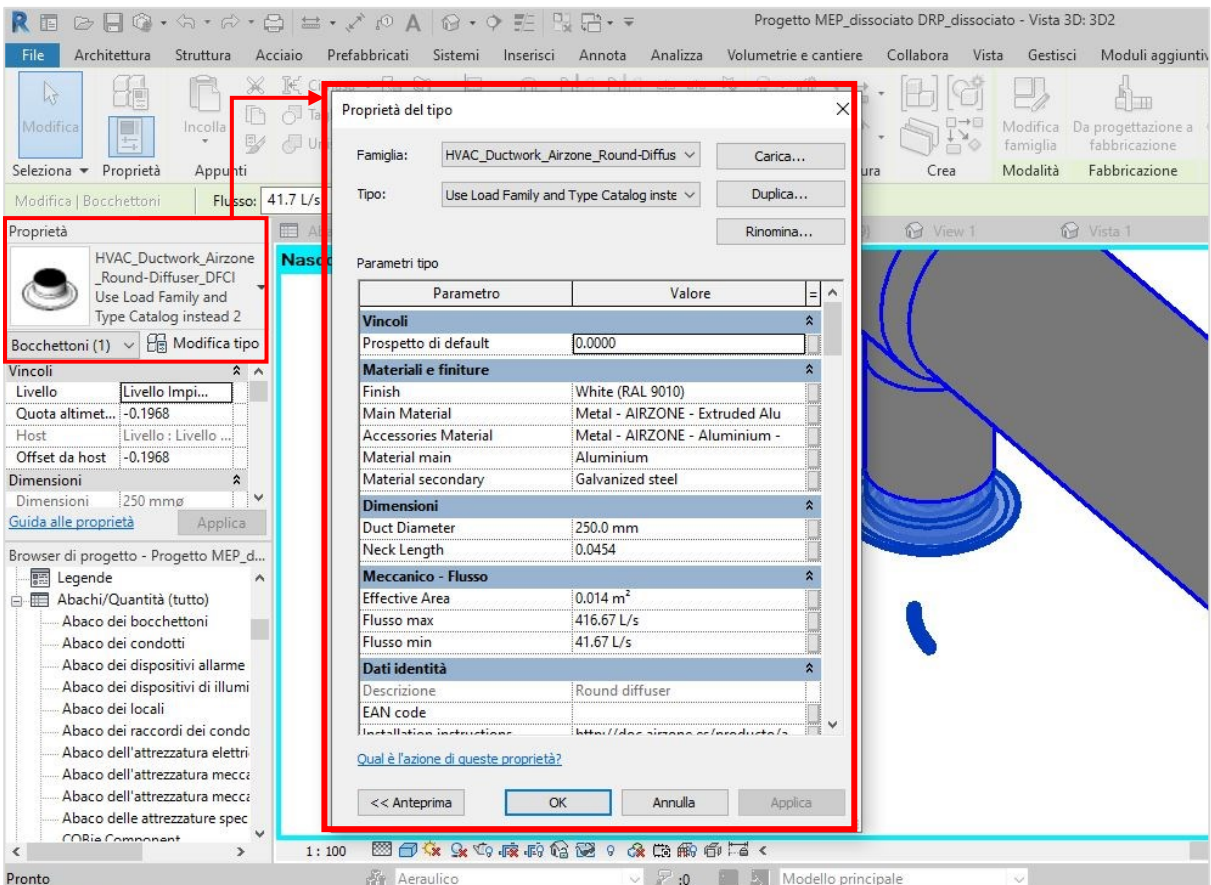 Progetto MEP_dissociato DRP_dissociato - Vista 3D: 3D2
File Architettura Struttura Acciaio Prefabbricati Sistemi Inserisci Annota Analizza Volumetrie e cantiere Collabora Vista Gestisci Moduli aggiuntiv
Modifica
Incolla
Modifica famiglia
Da progettazione a fabbricazione
Seleziona Proprietà Appunti Crea Modalità Fabbricazione
Modifica | Bocchettoni Flusso: 41.7 L/s
View 1 Vista 1
Proprietà
HVAC_Ductwork_Airzone
_Round-Diffuser_DFCI
Use Load Family and
Type Catalog instead 2
Bocchettoni (1) Modifica tipo
Vincoli
Livello Livello Impi...
Quota altimet... -0.1968
Host Livello : Livello ...
Offset da host -0.1968
Dimensioni
Dimensioni 250 mmø
Guida alle proprietà Applica
Browser di progetto - Progetto MEP_d...
Legende
Abachi/Quantità (tutto)
Abaco dei bocchettoni
Abaco dei condotti
Abaco dei dispositivi allarme
Abaco dei dispositivi di illumi
Abaco dei locali
Abaco dei raccordi dei condo
Abaco dell'attrezzatura elettri
Abaco dell'attrezzatura mecca
Abaco dell'attrezzatura mecca
Abaco delle attrezzature spec
COBie Component
Proprietà del tipo
Famiglia: HVAC_Ductwork_Airzone_Round-Diffus Carica...
Tipo: Use Load Family and Type Catalog inste Duplica...
Rinomina...
Parametri tipo
Parametro Valore =
Vincoli
Prospetto di default 0.0000
Materiali e finiture
Finish White (RAL 9010)
Main Material Metal - AIRZONE - Extruded Alu
Accessories Material Metal - AIRZONE - Aluminium -
Material main Aluminium
Material secondary Galvanized steel
Dimensioni
Duct Diameter 250.0 mm
Neck Length 0.0454
Meccanico - Flusso
Effective Area 0.014 m²
Flusso max 416.67 L/s
Flusso min 41.67 L/s
Dati identità
Descrizione Round diffuser
EAN code
Installation instructions http://doc.airzone.es/producto/a
Qual è l'azione di queste proprietà?
<< Anteprima OK Annulla Applica
1 : 100
Pronto Aeraulico :0 Modello principale